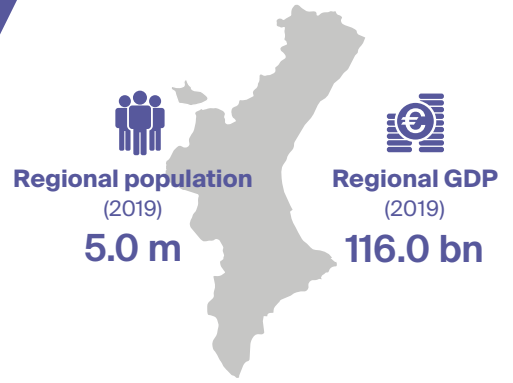 Regional population
(2019)
5.0 m
€
Regional GDP
(2019)
116.0 bn